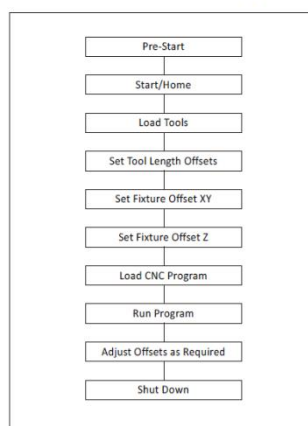 Pre-Start
Start/Home
Load Tools
Set Tool Length Offsets
Set Fixture Offset XY
Set Fixture Offset Z
Load CNC Program
Run Program
Adjust Offsets as Required
Shut Down